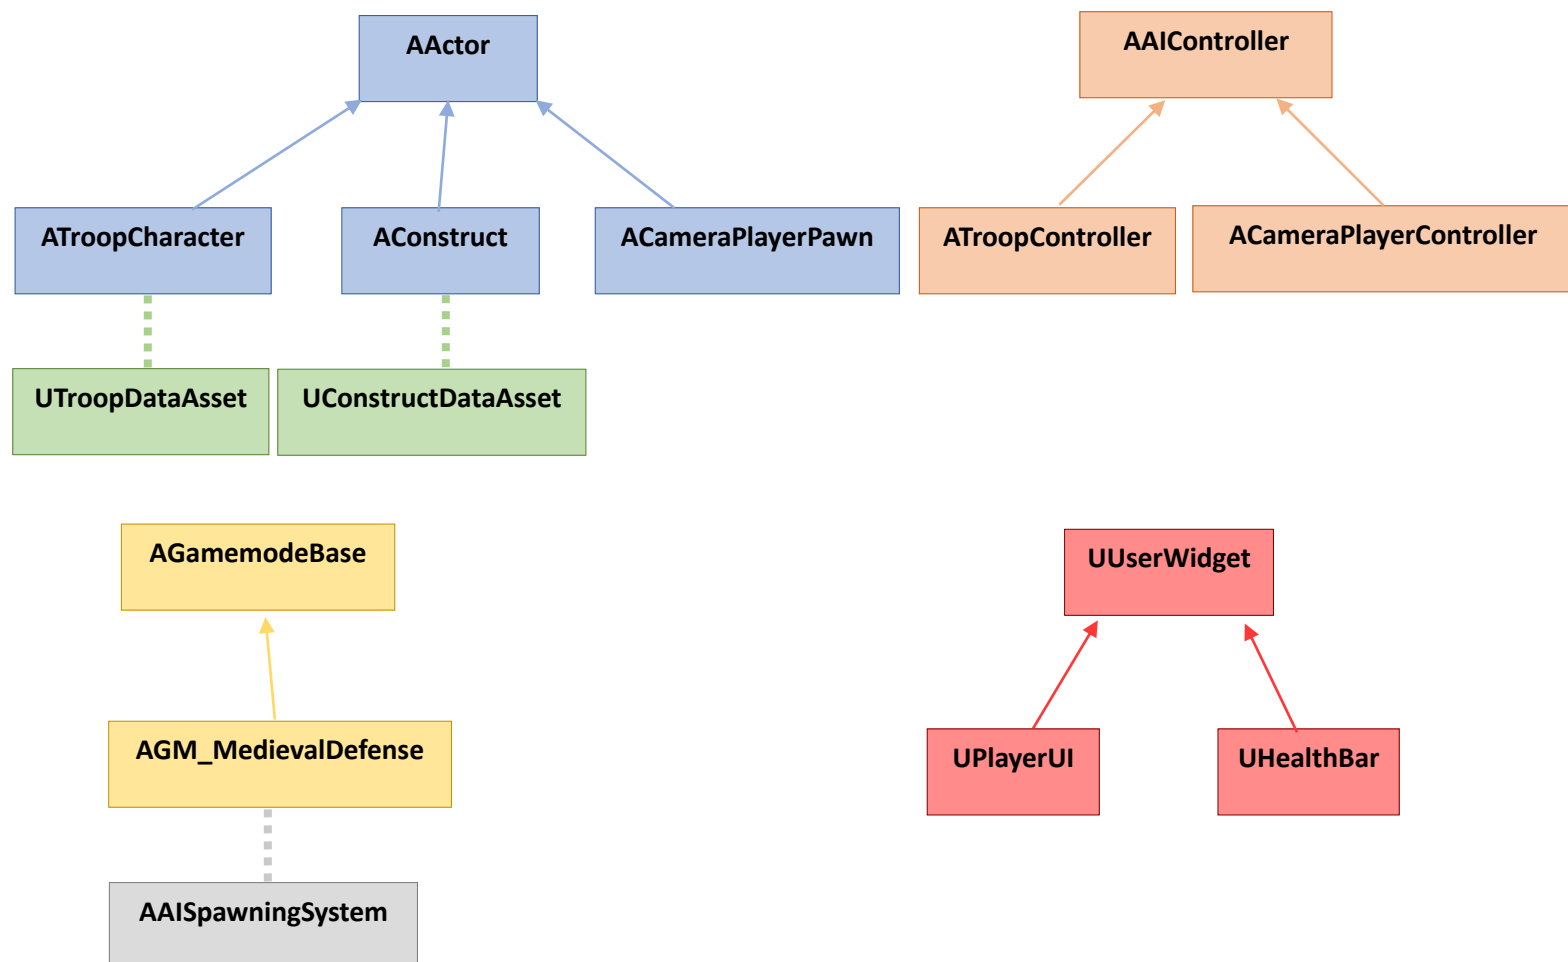 AActor
AAIController
ATroopCharacter
AConstruct
ACameraPlayerPawn
ATroopController
ACameraPlayerController
UTroopDataAsset
UConstructDataAsset
AGamemodeBase
UUserWidget
AGM_MedievalDefense
UPlayerUI
UHealthBar
AAISpawningSystem